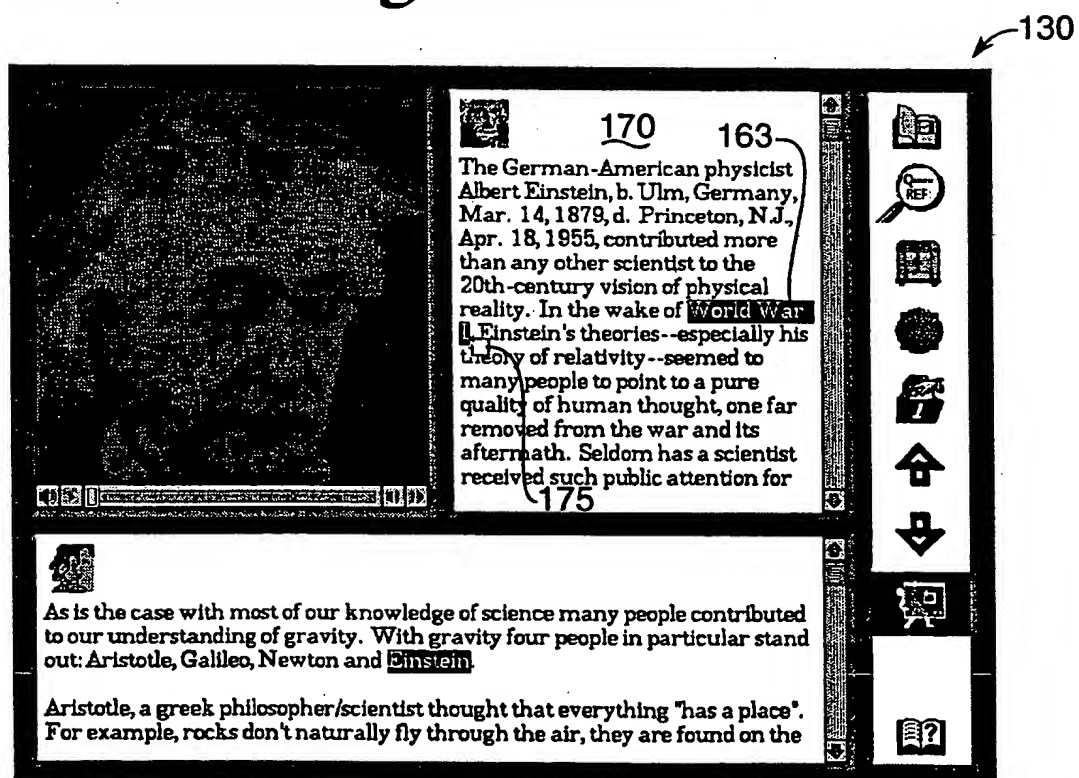 130
170 163
The German-American physicist
Albert Einstein, b. Ulm, Germany,
Mar. 14, 1879, d. Princeton, N.J.,
Apr. 18, 1955, contributed more
than any other scientist to the
20th-century vision of physical
reality. In the wake of World War
I. Einstein's theories--especially his
theory of relativity--seemed to
many people to point to a pure
quality of human thought, one far
removed from the war and its
aftermath. Seldom has a scientist
received such public attention for
175
As is the case with most of our knowledge of science many people contributed
to our understanding of gravity. With gravity four people in particular stand
out: Aristotle, Galileo, Newton and Einstein.
Aristotle, a greek philosopher/scientist thought that everything "has a place".
For example, rocks don't naturally fly through the air, they are found on the
REF:
1
?